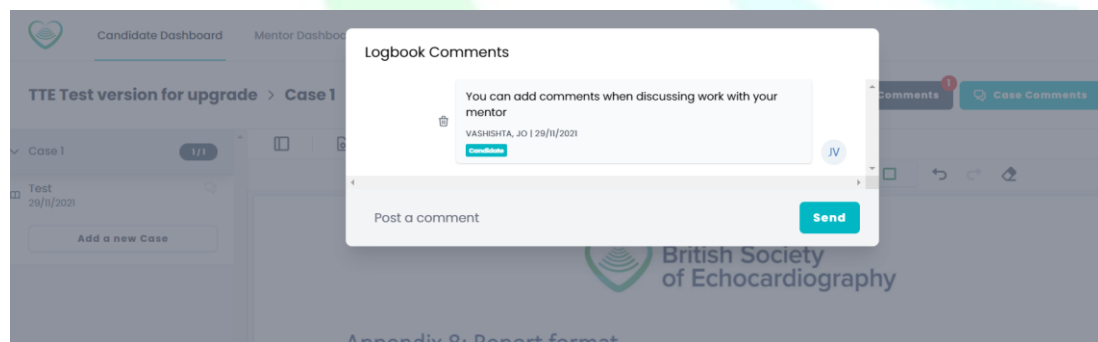 Candidate Dashboard
Mentor Dashboa
Logbook Comments
TTE Test version for upgrade > Case 1
Comments
1
Case Comments
You can add comments when discussing work with your
mentor
VASHISHTA, JO | 29/11/2021
Candidate
JV
Case 1
1/1
Test
29/11/2021
Add a new Case
Post a comment
Send
British Society
of Echocardiography
Appendix 8: Report format